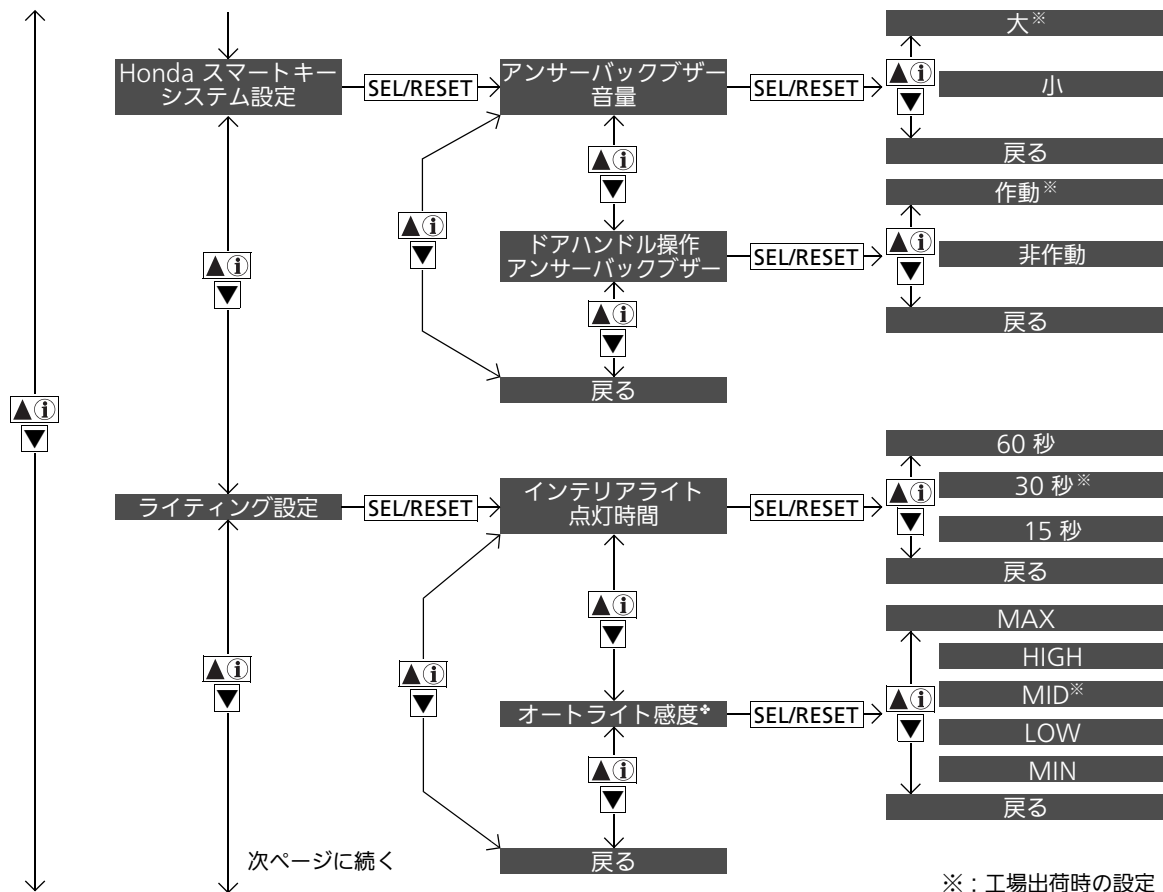 大※
Honda スマートキー
システム設定
SEL/RESET
アンサーバックブザー
音量
SEL/RESET
▲ⓘ
▼
小
戻る
▲ⓘ
▼
作動※
▲ⓘ
▼
ドアハンドル操作
アンサーバックブザー
SEL/RESET
▲ⓘ
▼
非作動
▲ⓘ
▼
▲ⓘ
▼
戻る
戻る
▲ⓘ
▼
60 秒
ライティング設定
SEL/RESET
インテリアライト
点灯時間
SEL/RESET
▲ⓘ
▼
30 秒※
15 秒
戻る
▲ⓘ
▼
MAX
▲ⓘ
▼
▲ⓘ
▼
HIGH
オートライト感度✤
SEL/RESET
▲ⓘ
▼
MID※
LOW
MIN
▲ⓘ
▼
戻る
次ページに続く
戻る
※：工場出荷時の設定